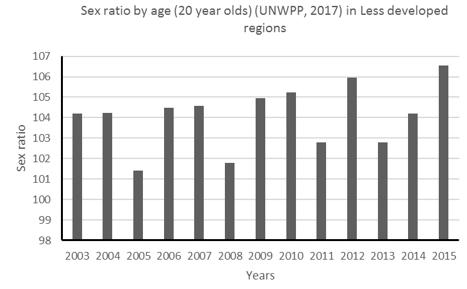 Sex ratio by age (20 year olds) (UNWPP, 2017) in Less developed
regions
107
106
105
104
103
102
101
100
99
98
Sex ratio
2003 2004 2005 2006 2007 2008 2009 2010 2011 2012 2013 2014 2015
Years